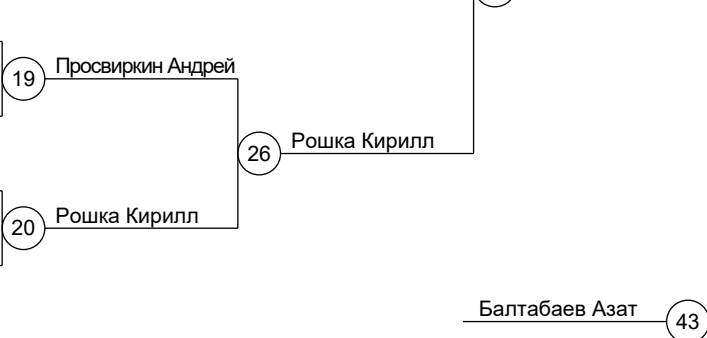 19 Просвиркин Андрей
26 Рошка Кирилл
20 Рошка Кирилл
Балтабаев Азат 43